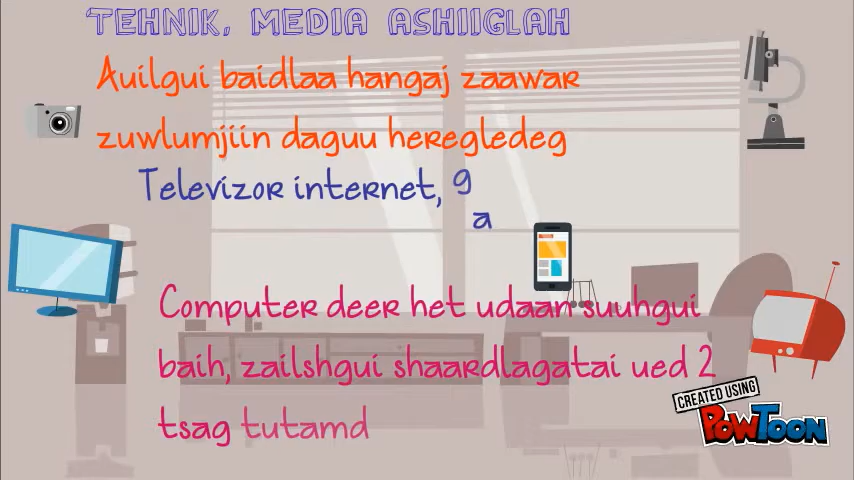 TEHNIK, MEDIA ASHIIGLAH
Auilgui baidlaa hangaj zaawar
zuwlumjiin daguu heregledeg
Televizor internet, g
a
Computer deer het udaan suuhgui
baih, zailshgui shaardlagatai ued 2
tsag tutamd
CREATED USING
POWTOON